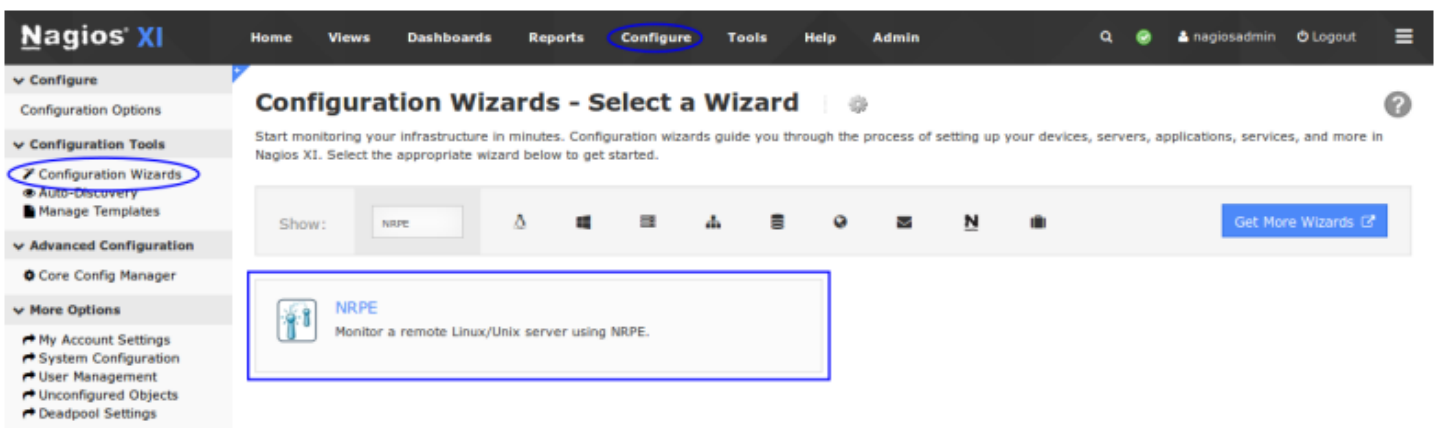 Nagios® XI
Home Views Dashboards Reports Configure Tools Help Admin
nagiosadmin Logout
Configure
Configuration Options
Configuration Tools
Configuration Wizards
Auto-Discovery
Manage Templates
Advanced Configuration
Core Config Manager
More Options
My Account Settings
System Configuration
User Management
Unconfigured Objects
Deadpool Settings
Configuration Wizards - Select a Wizard
Start monitoring your infrastructure in minutes. Configuration wizards guide you through the process of setting up your devices, servers, applications, services, and more in
Nagios XI. Select the appropriate wizard below to get started.
Show: NRPE N Get More Wizards
NRPE
Monitor a remote Linux/Unix server using NRPE.